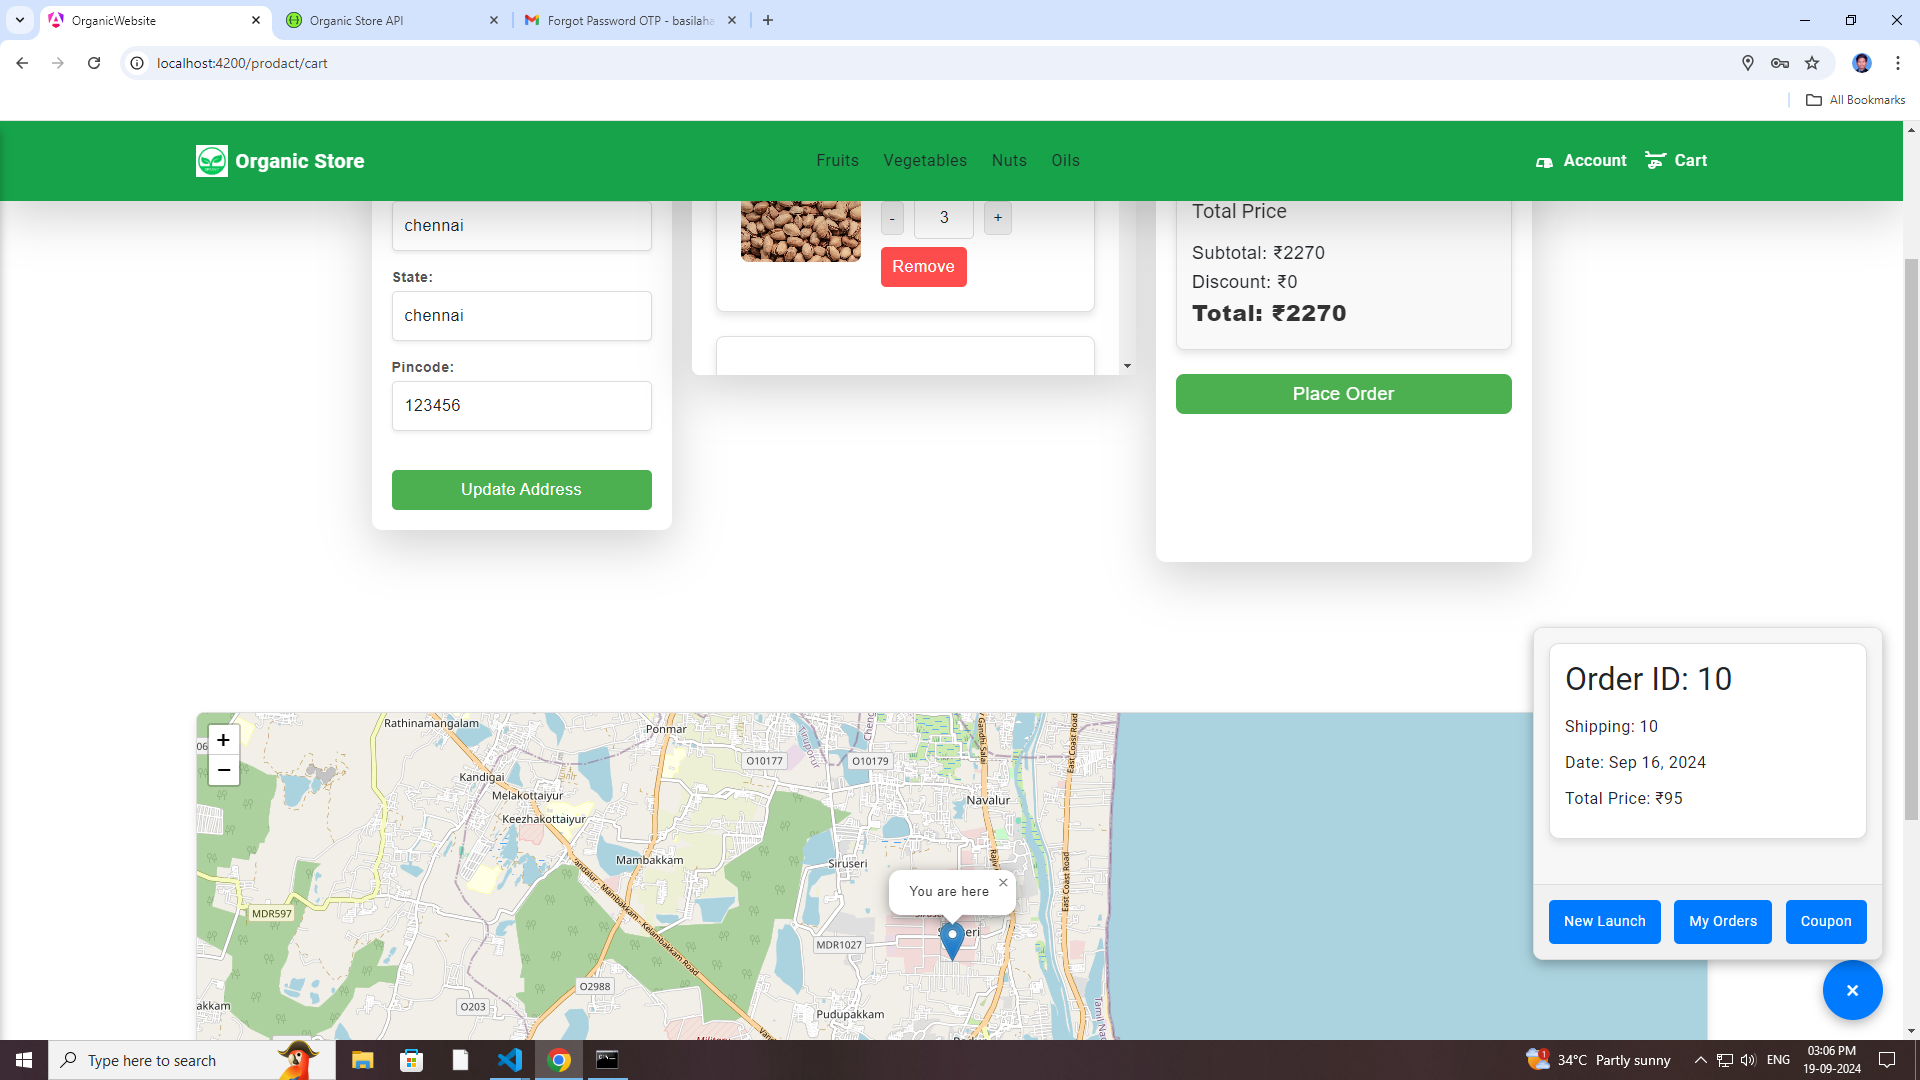 OrganicWebsite
Organic Store API
Forgot Password OTP - basilaha
localhost:4200/prodact/cart
All Bookmarks
Organic Store
Fruits
Vegetables
Nuts
Oils
Account
Cart
chennai
State:
chennai
Pincode:
123456
Update Address
-
3
+
Remove
Total Price
Subtotal: ₹2270
Discount: ₹0
Total: ₹2270
Place Order
Order ID: 10
Shipping: 10
Date: Sep 16, 2024
Total Price: ₹95
New Launch
My Orders
Coupon
×
+
−
Rathinamangalam
Ponmar
O10177
O10179
Kandigai
Melakottaiyur
Keezhakottaiyur
Navalur
Mambakkam
Siruseri
MDR597
You are here
×
MDR1027
O2988
O203
akkam
Pudupakkam
Vandalur - Mambakkam - Kelambakkam Road
East Coast Road
East Coast Road
Type here to search
34°C Partly sunny
ENG
03:06 PM
19-09-2024